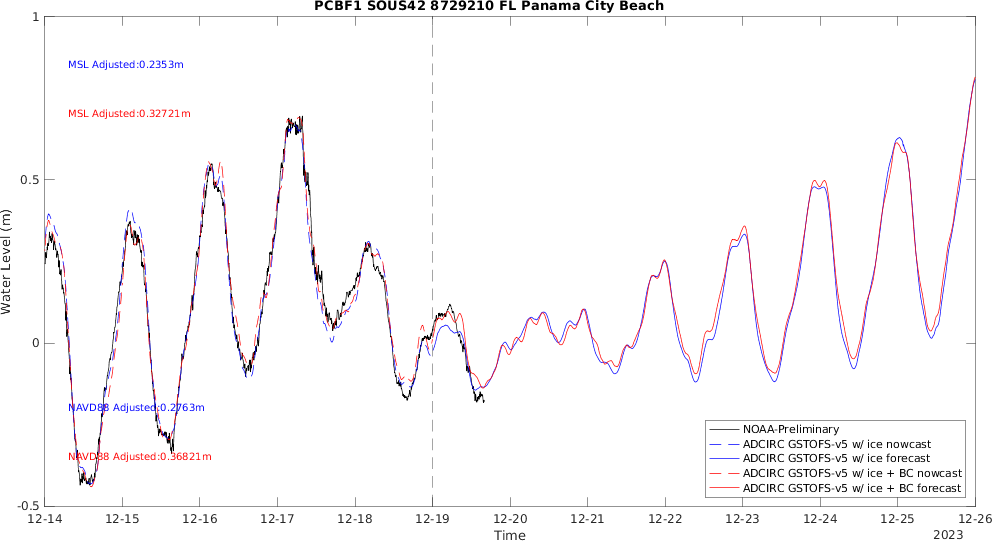 PCBF1 SOUS42 8729210 FL Panama City Beach
1
0.5
0
-0.5
Water Level (m)
MSL Adjusted:0.2353m
MSL Adjusted:0.32721m
NAVD88 Adjusted:0.2763m
NAVD88 Adjusted:0.36821m
NOAA-Preliminary
ADCIRC GSTOFS-v5 w/ ice nowcast
ADCIRC GSTOFS-v5 w/ ice forecast
ADCIRC GSTOFS-v5 w/ ice + BC nowcast
ADCIRC GSTOFS-v5 w/ ice + BC forecast
12-14 12-15 12-16 12-17 12-18 12-19 12-20 12-21 12-22 12-23 12-24 12-25 12-26
Time
2023